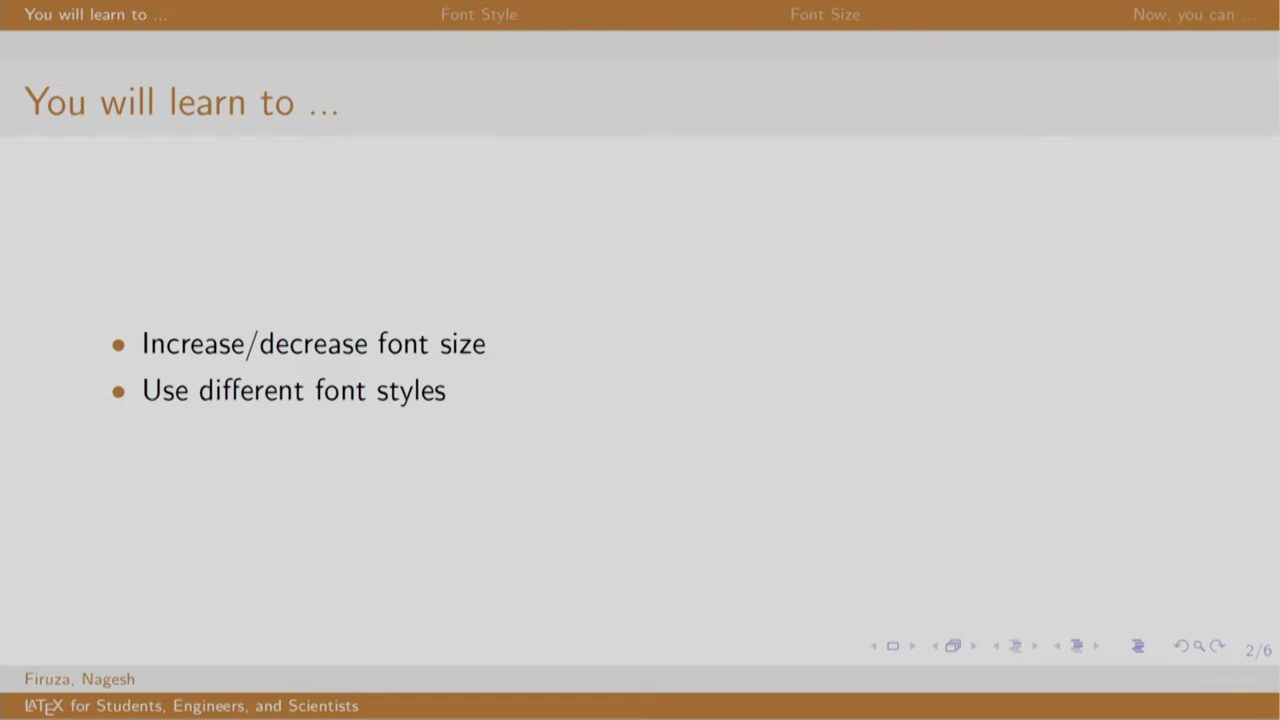 You will learn to ... Font Style Font Size Now, you can ...
You will learn to ...
• Increase/decrease font size
• Use different font styles
2/6
Firuza, Nagesh
LATEX for Students, Engineers, and Scientists